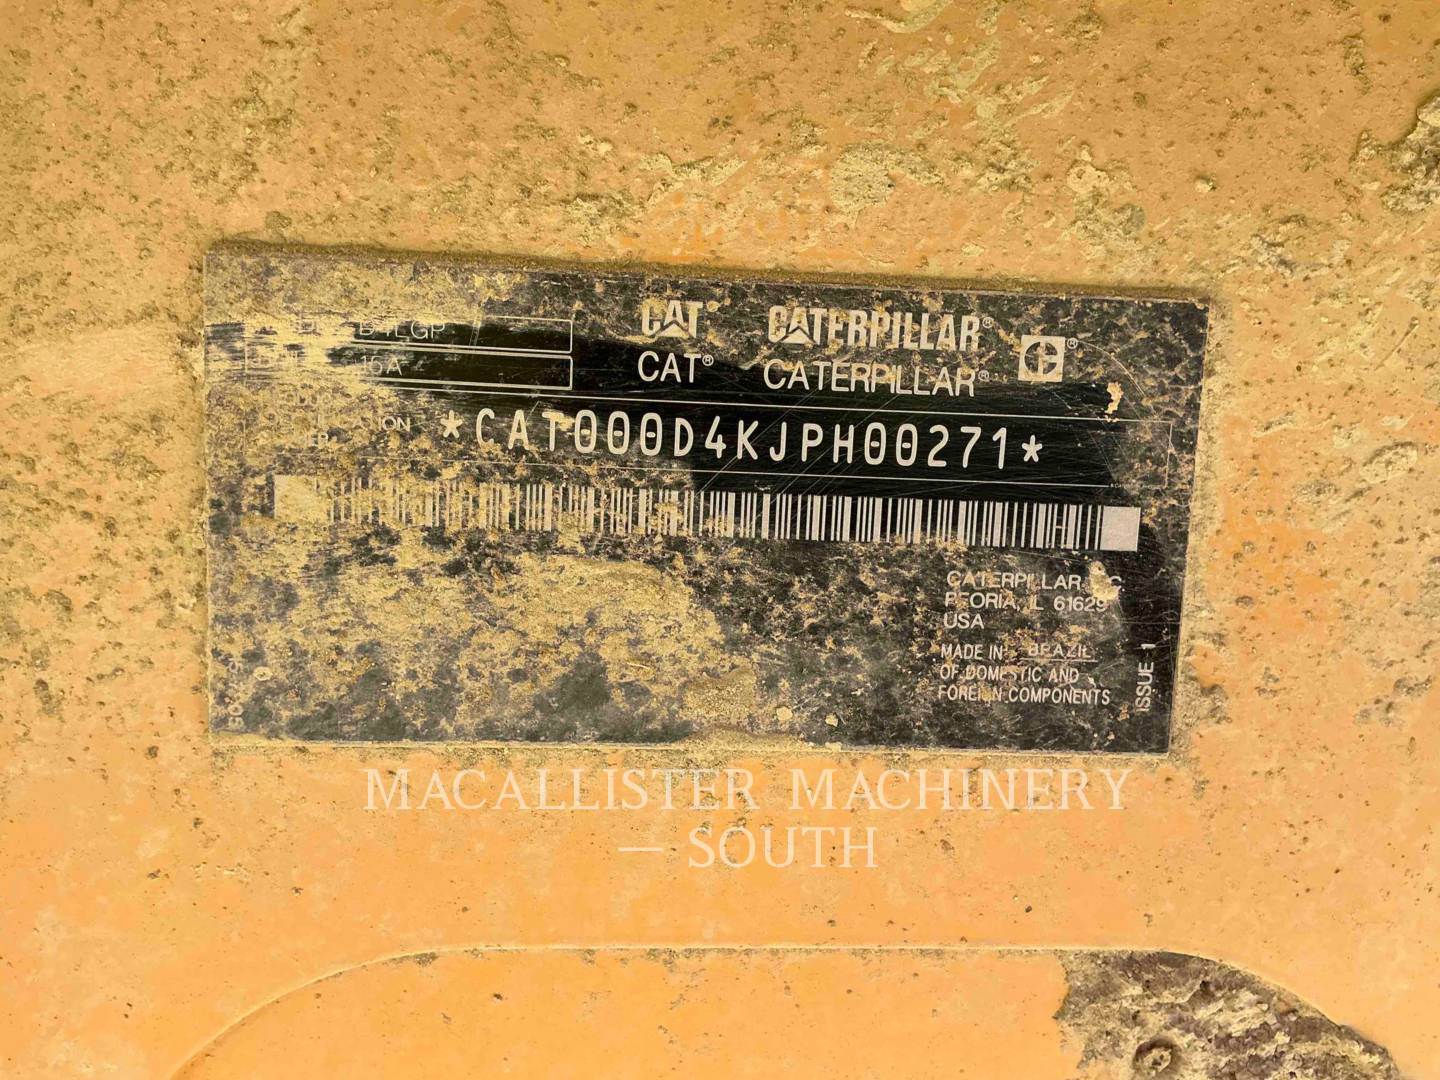 CAT CATERPILLAR®
CAT® CATERPILLAR® ®
15A
*CAT000D4KJPH00271*
CATERPILLAR
PEORIA, IL 61629
USA
MADE IN BRAZIL
OF DOMESTIC AND
FOREIGN COMPONENTS
ISSUE 1
MACALLISTER MACHINERY
— SOUTH